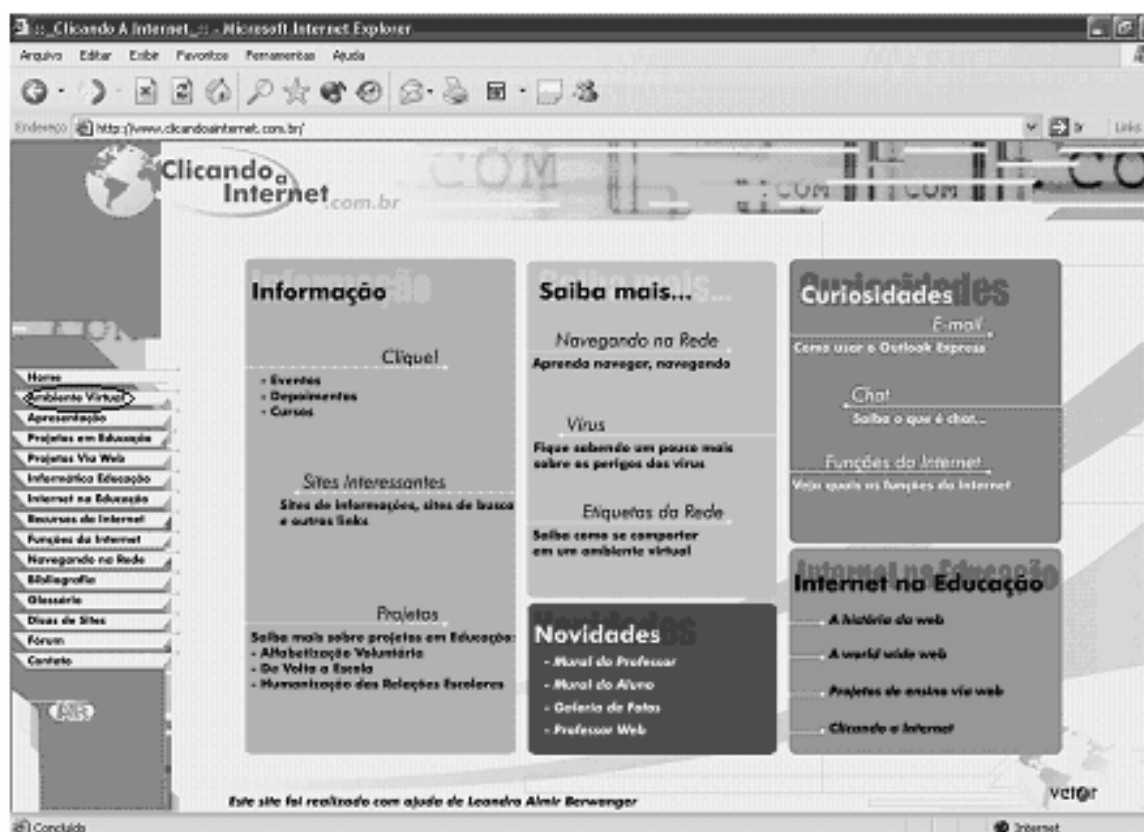 ::_Clicando A Internet_:: - Microsoft Internet Explorer
Arquivo Editar Exibir Favoritos Ferramentas Ajuda
Endereço http://www.clicandoainternet.com.br/ Ir Links
Clicando a
Internet.com.br
Informação
Clique!
- Eventos
- Depoimentos
- Cursos
Sites Interessantes
Sites de informações, sites de busca
e outros links
Projetos
Saiba mais sobre projetos em Educação:
- Alfabetização Voluntária
- De Volta a Escola
- Humanização das Relações Escolares
Saiba mais...
Navegando na Rede
Aprenda navegar, navegando
Vírus
Fique sabendo um pouco mais
sobre os perigos dos vírus
Etiquetas da Rede
Saiba como se comportar
em um ambiente virtual
Novidades
- Mural do Professor
- Mural do Aluno
- Galeria de Fotos
- Professor Web
Curiosidades
E-mail
Como usar o Outlook Express
Chat
Saiba o que é chat...
Funções da Internet
Veja quais as funções da Internet
Internet na Educação
A história da web
A world wide web
Projetos de ensino via web
Clicando a Internet
Home
Ambiente Virtual
Apresentação
Projetos em Educação
Projetos Via Web
Informática Educação
Internet na Educação
Recursos da Internet
Funções da Internet
Navegando na Rede
Bibliografia
Glossário
Dicas de Sites
Fórum
Contato
vetor
Este site foi realizado com ajuda de Leandro Almir Berwanger
Concluído Internet